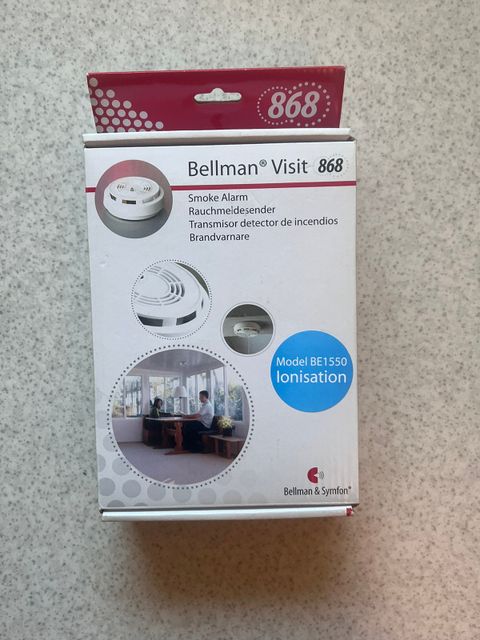 868
Bellman® Visit 868
Smoke Alarm
Rauchmeldesender
Transmisor detector de incendios
Brandvarnare
Model BE1550
Ionisation
Bellman & Symfon®